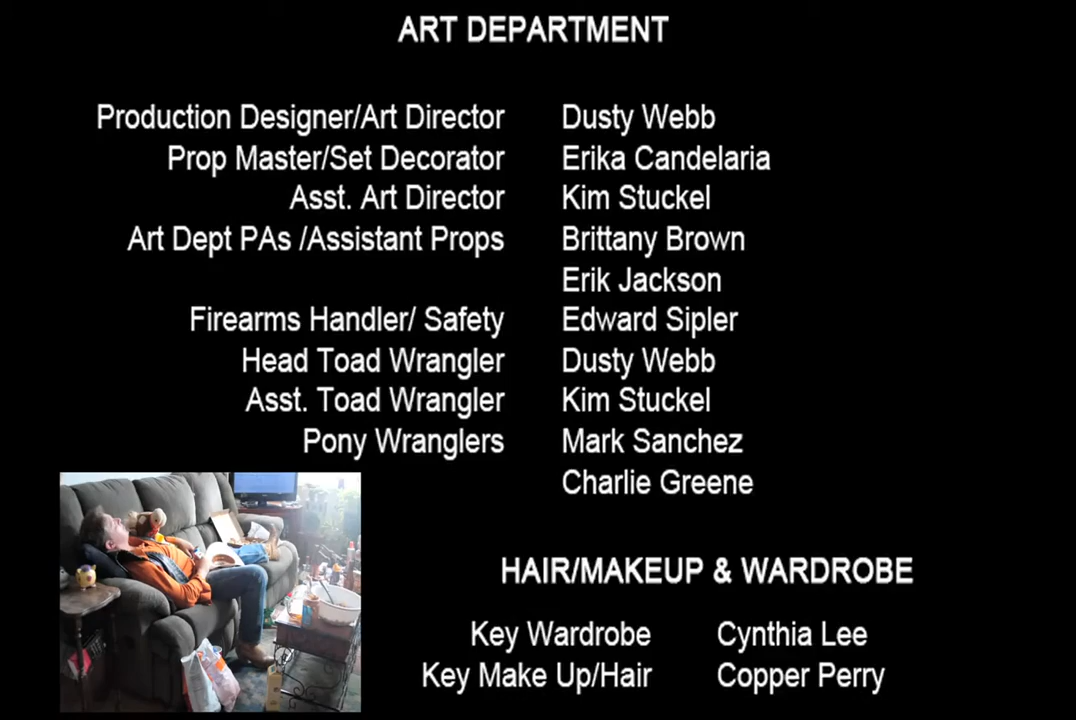 ART DEPARTMENT
Production Designer/Art Director Dusty Webb
Prop Master/Set Decorator Erika Candelaria
Asst. Art Director Kim Stuckel
Art Dept PAs /Assistant Props Brittany Brown
Erik Jackson
Firearms Handler/ Safety Edward Sipler
Head Toad Wrangler Dusty Webb
Asst. Toad Wrangler Kim Stuckel
Pony Wranglers Mark Sanchez
Charlie Greene
HAIR/MAKEUP & WARDROBE
Key Wardrobe Cynthia Lee
Key Make Up/Hair Copper Perry